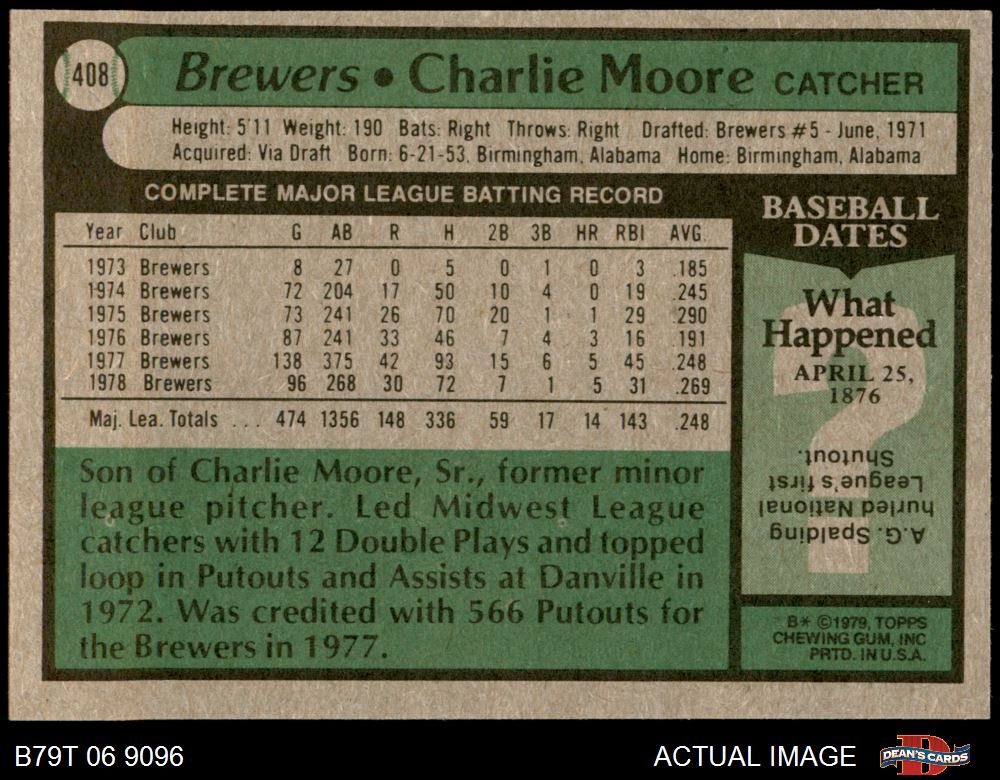 408
Brewers • Charlie Moore CATCHER
Height: 5'11 Weight: 190 Bats: Right Throws: Right Drafted: Brewers #5 - June, 1971
Acquired: Via Draft Born: 6-21-53, Birmingham, Alabama Home: Birmingham, Alabama
COMPLETE MAJOR LEAGUE BATTING RECORD
Year Club G AB R H 2B 3B HR RBI AVG.
1973 Brewers 8 27 0 5 0 1 0 3 .185
1974 Brewers 72 204 17 50 10 4 0 19 .245
1975 Brewers 73 241 26 70 20 1 1 29 .290
1976 Brewers 87 241 33 46 7 4 3 16 .191
1977 Brewers 138 375 42 93 15 6 5 45 .248
1978 Brewers 96 268 30 72 7 1 5 31 .269
Maj. Lea. Totals . . . 474 1356 148 336 59 17 14 143 .248
Son of Charlie Moore, Sr., former minor
league pitcher. Led Midwest League
catchers with 12 Double Plays and topped
loop in Putouts and Assists at Danville in
1972. Was credited with 566 Putouts for
the Brewers in 1977.
BASEBALL
DATES
What
Happened
APRIL 25,
1876
?
A.G. Spalding
hurled National
League's first
Shutout.
B* ©1979, TOPPS
CHEWING GUM, INC
PRTD. IN U.S.A.
B79T 06 9096
ACTUAL IMAGE
D
DEAN'S CARDS